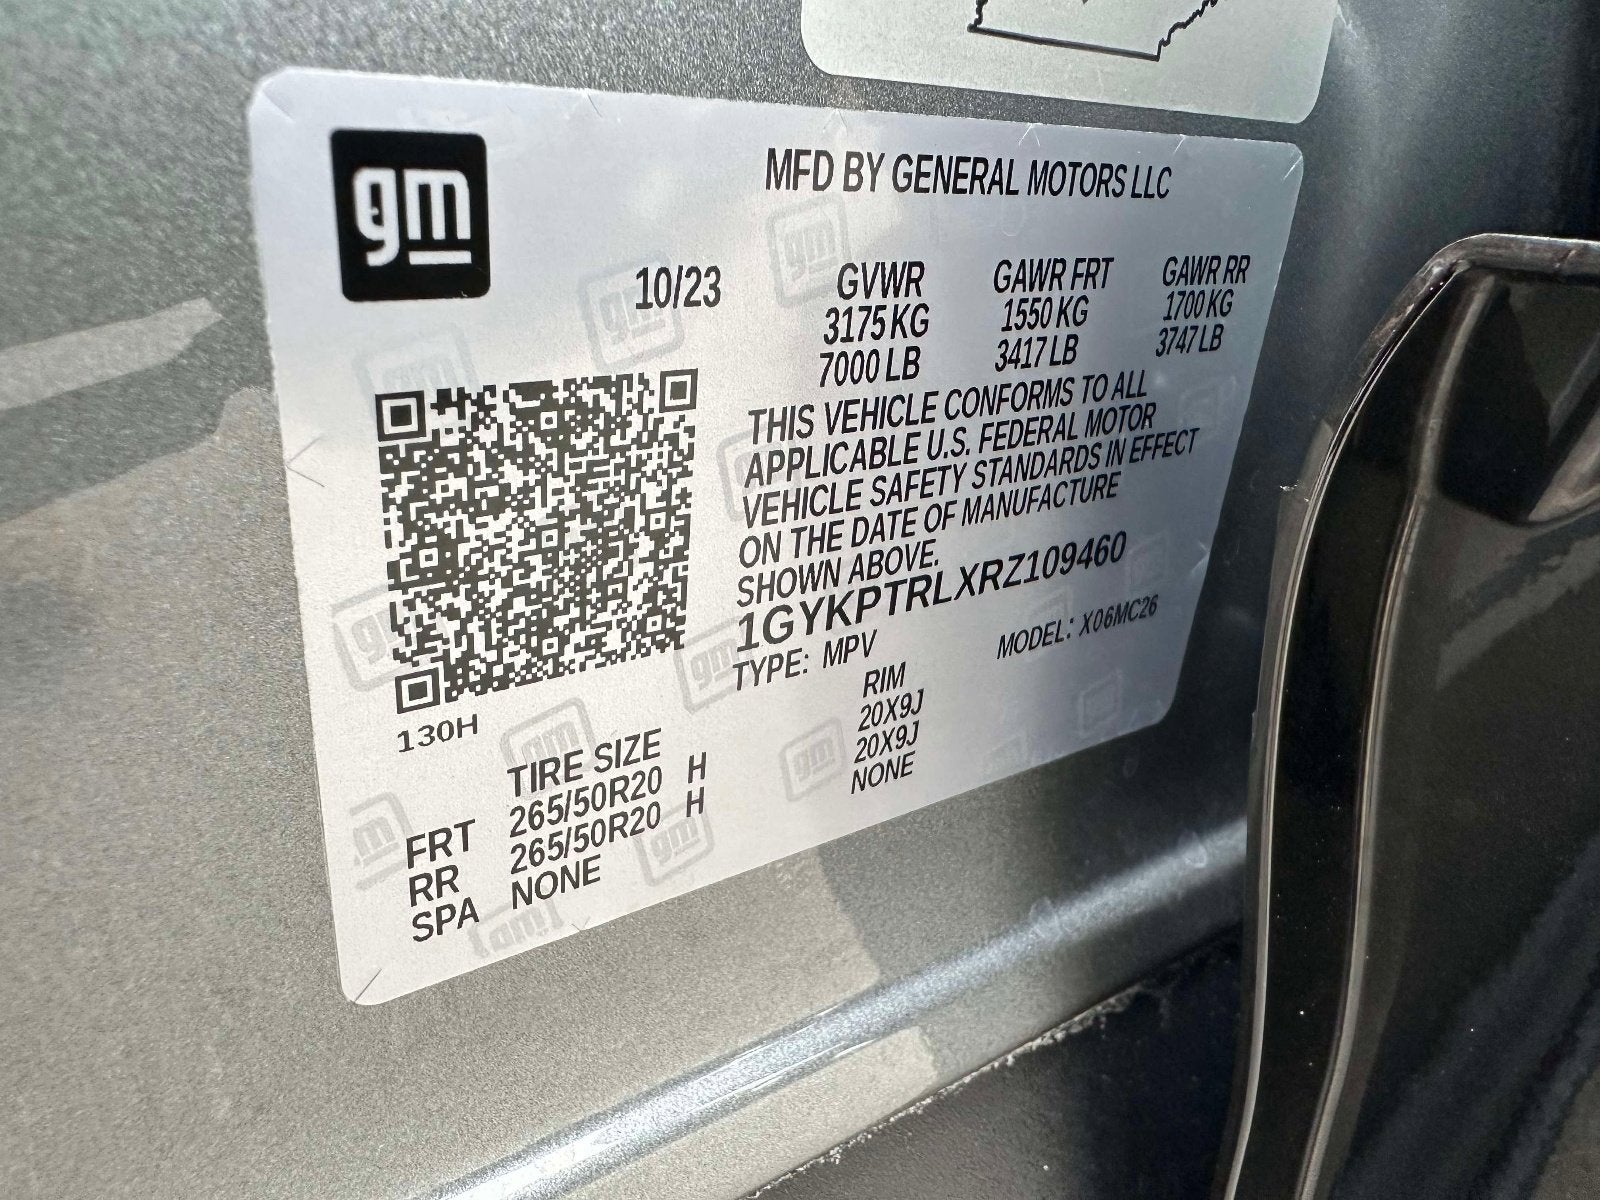 gm
MFD BY GENERAL MOTORS LLC
10/23
GVWR
3175 KG
7000 LB
GAWR FRT
1550 KG
3417 LB
GAWR RR
1700 KG
3747 LB
THIS VEHICLE CONFORMS TO ALL
APPLICABLE U.S. FEDERAL MOTOR
VEHICLE SAFETY STANDARDS IN EFFECT
ON THE DATE OF MANUFACTURE
SHOWN ABOVE.
1GYKPTRLXRZ109460
TYPE: MPV
MODEL: X06MC26
130H
TIRE SIZE
RIM
FRT 265/50R20 H 20X9J
RR 265/50R20 H 20X9J
SPA NONE NONE